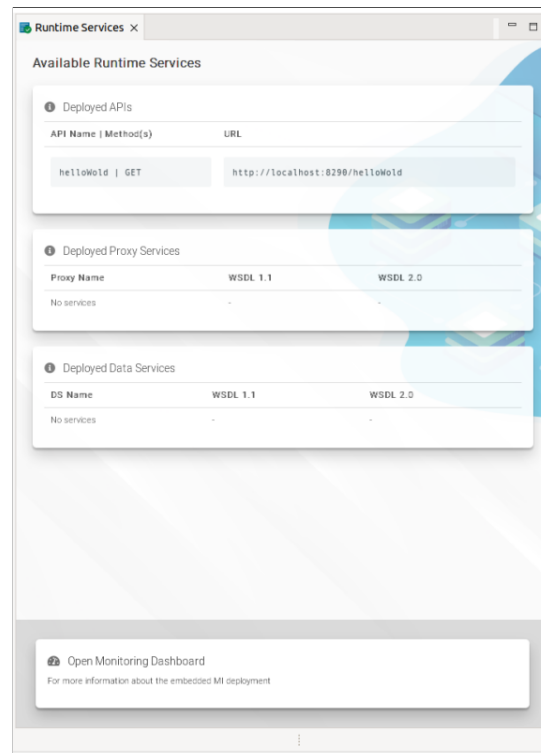 Runtime Services
Available Runtime Services
Deployed APIs
API Name | Method(s) URL
helloWold | GET http://localhost:8290/helloWold
Deployed Proxy Services
Proxy Name WSDL 1.1 WSDL 2.0
No services - -
Deployed Data Services
DS Name WSDL 1.1 WSDL 2.0
No services - -
Open Monitoring Dashboard
For more information about the embedded MI deployment